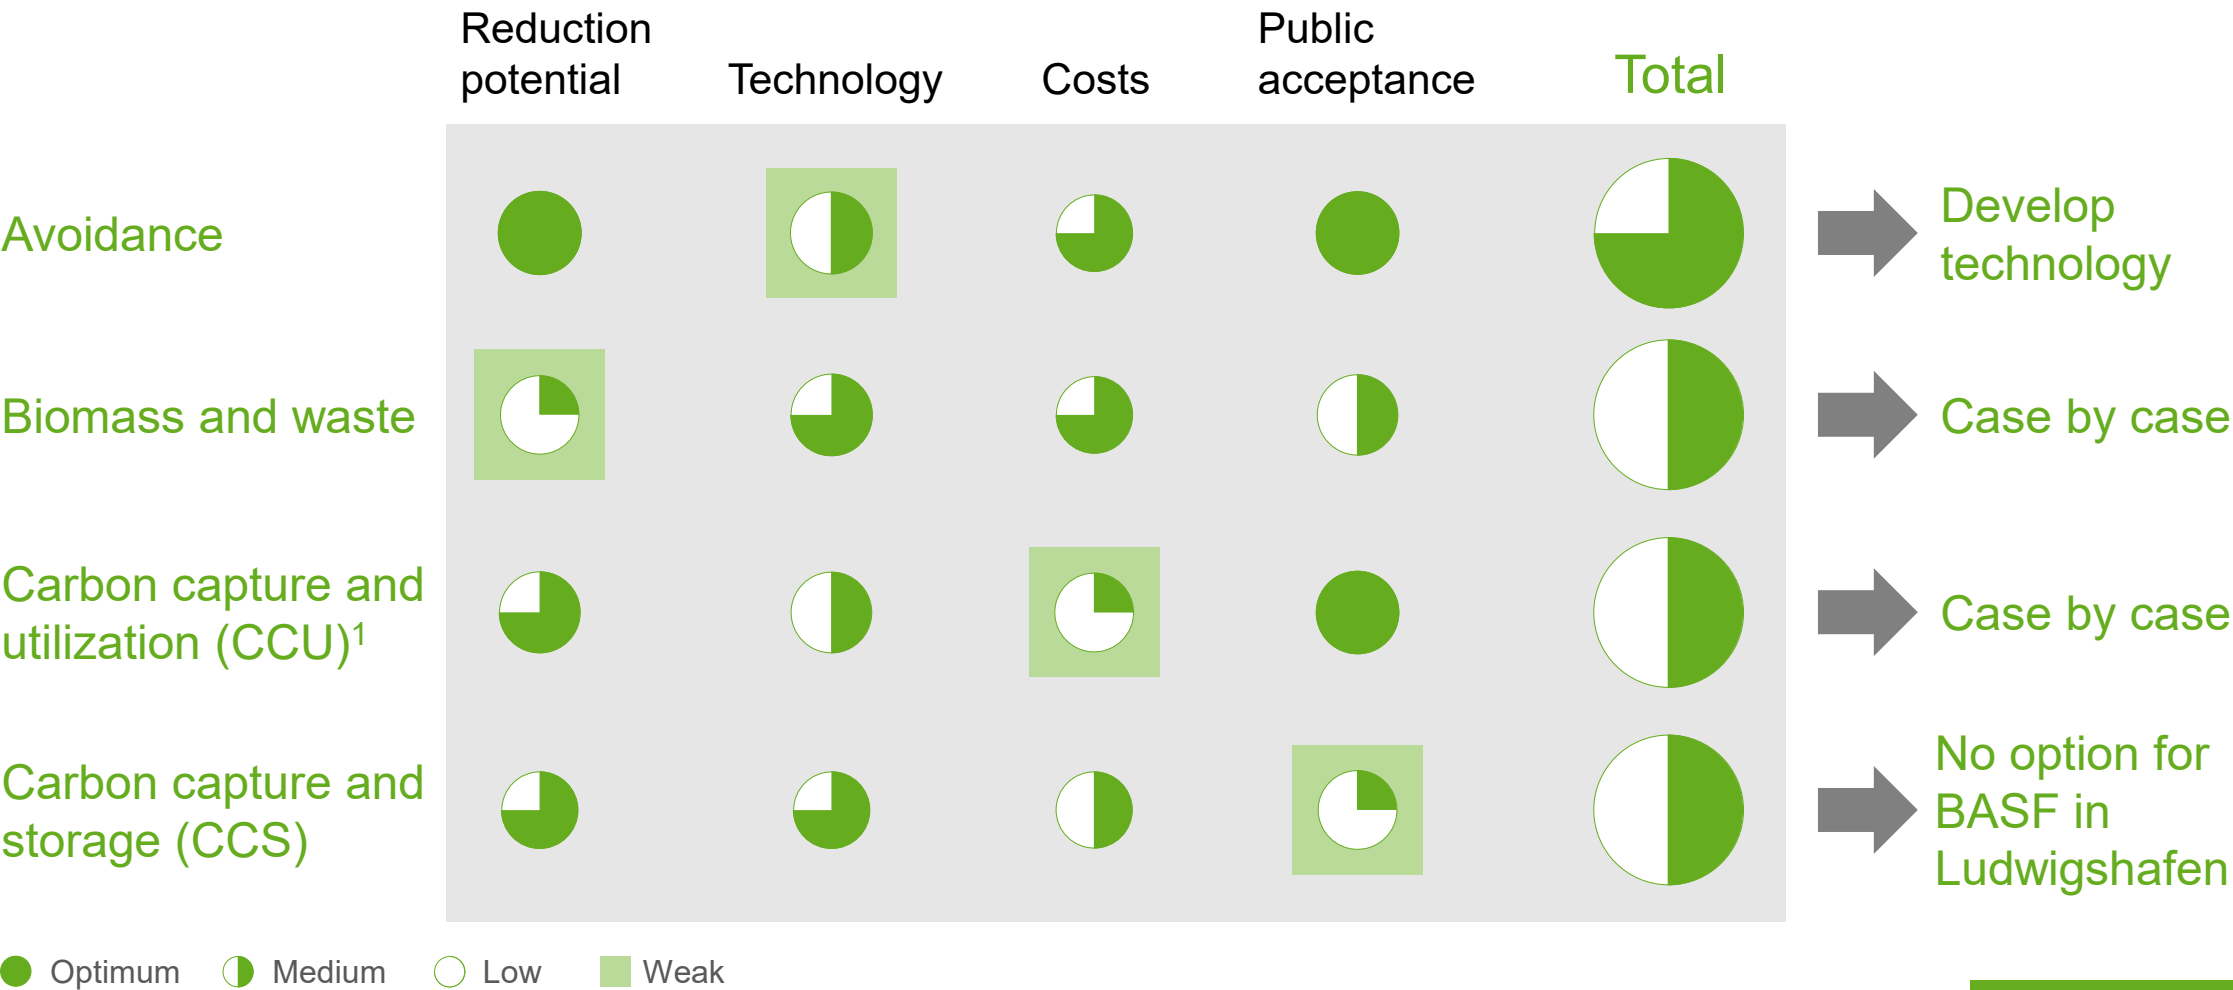 Reduction
potential
Technology
Costs
Public
acceptance
Total
Avoidance
Develop
technology
Biomass and waste
Case by case
Carbon capture and
utilization (CCU)¹
Case by case
Carbon capture and
storage (CCS)
No option for
BASF in
Ludwigshafen
Optimum
Medium
Low
Weak